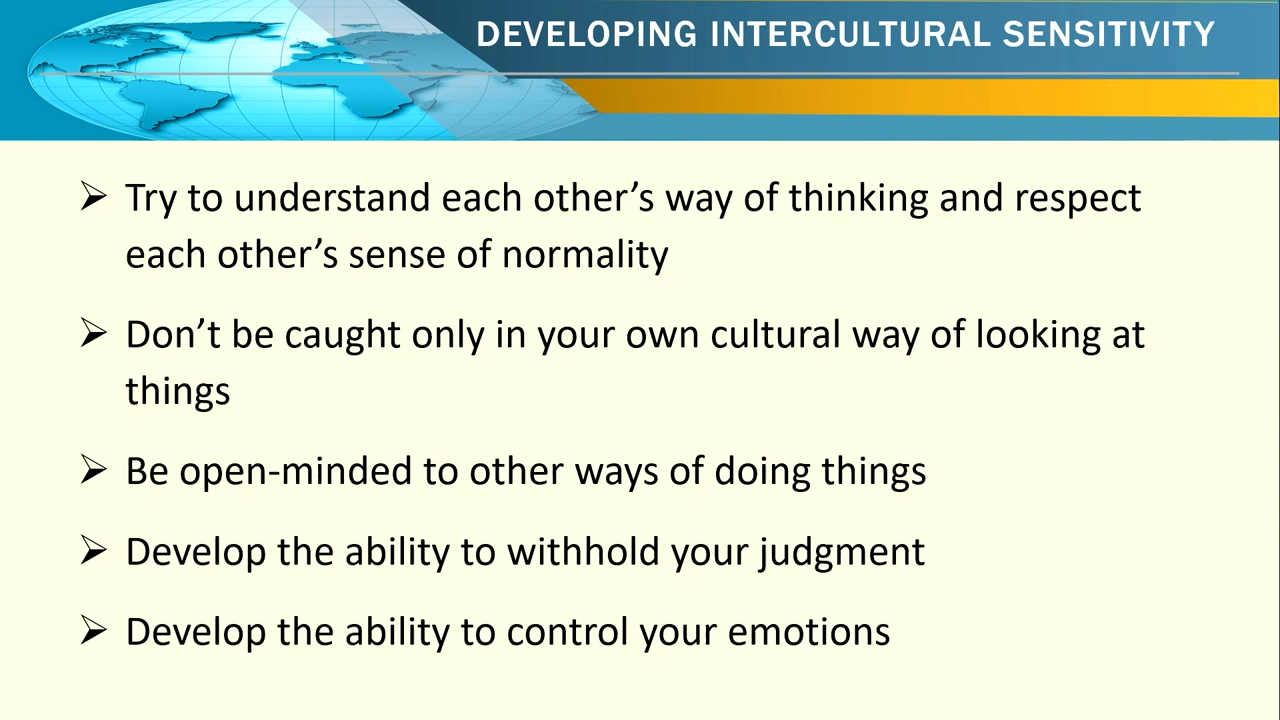 DEVELOPING INTERCULTURAL SENSITIVITY
➢ Try to understand each other’s way of thinking and respect
each other’s sense of normality
➢ Don’t be caught only in your own cultural way of looking at
things
➢ Be open-minded to other ways of doing things
➢ Develop the ability to withhold your judgment
➢ Develop the ability to control your emotions